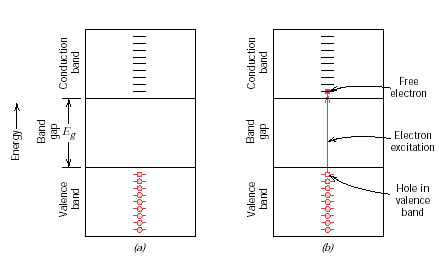 Energy
Conduction
band
Band
gap
Eg
Valence
band
(a)
Conduction
band
Band
gap
Valence
band
(b)
Free
electron
Electron
excitation
Hole in
valence
band